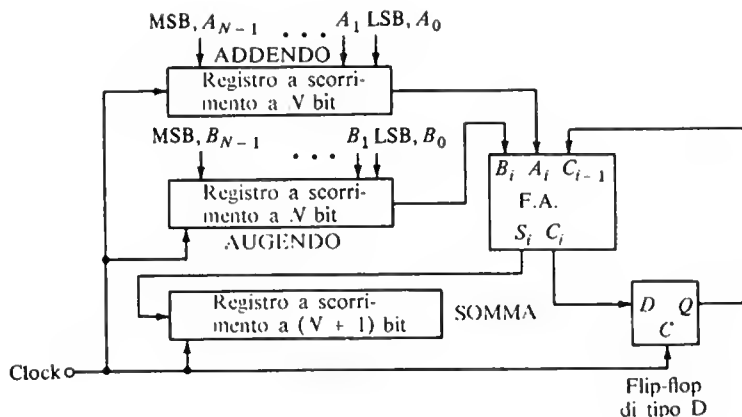 MSB, A_{N-1} . . . A_1 LSB, A_0
ADDENDO
Registro a scorri-
mento a N bit
MSB, B_{N-1} . . . B_1 LSB, B_0
Registro a scorri-
mento a N bit
AUGENDO
B_i A_i C_{i-1}
F.A.
S_i C_i
Registro a scorri-
mento a (N + 1) bit
SOMMA
D Q
C
Clock
Flip-flop
di tipo D